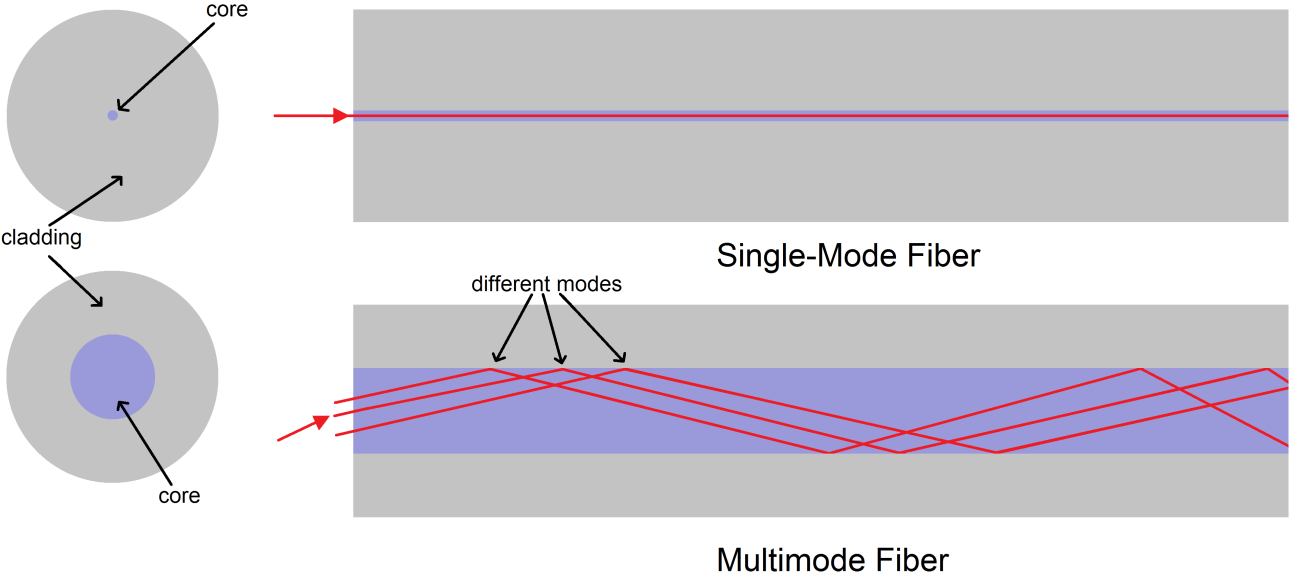 core
cladding
Single-Mode Fiber
different modes
core
Multimode Fiber